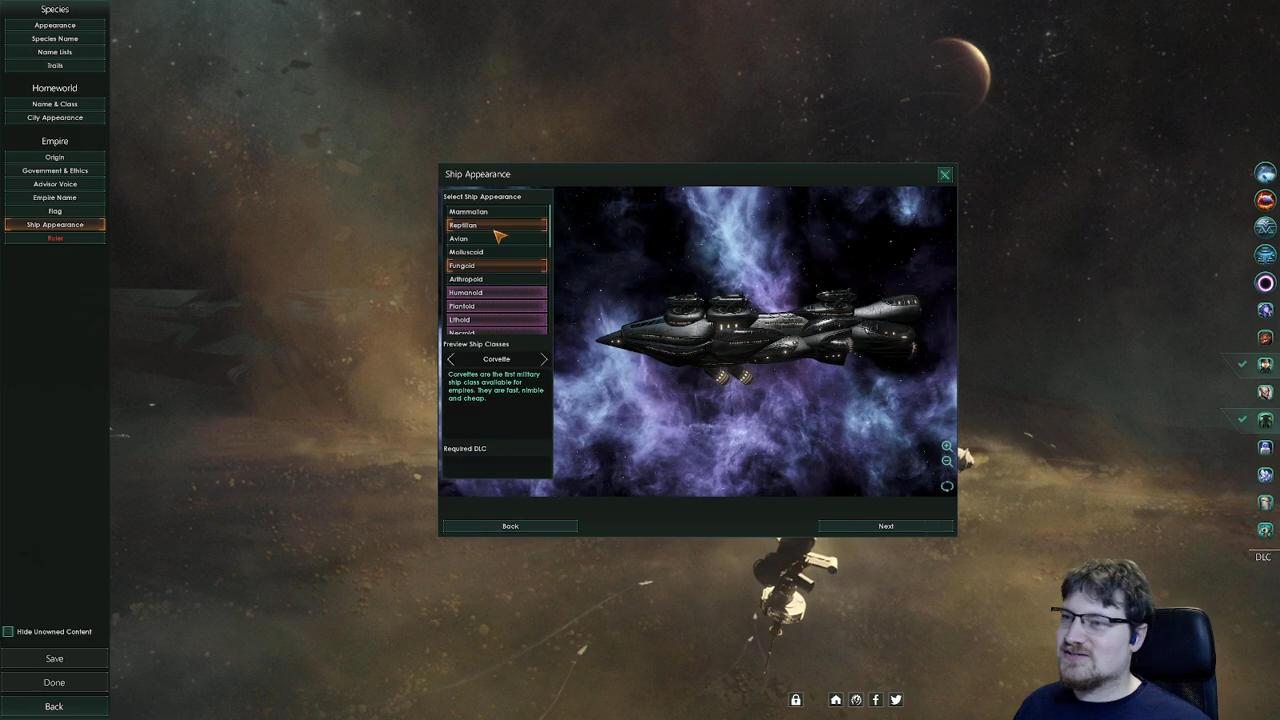 Species
Appearance
Species Name
Name Lists
Traits
Homeworld
Name & Class
City Appearance
Empire
Origin
Government & Ethics
Advisor Voice
Empire Name
Flag
Ship Appearance
Ruler
Hide Unowned Content
Save
Done
Back
Ship Appearance
Select Ship Appearance
Mammalian
Reptilian
Avian
Molluscoid
Fungoid
Arthropoid
Humanoid
Plantoid
Lithoid
Necroid
Preview Ship Classes
Corvette
Corvettes are the first military
ship class available for
empires. They are fast, nimble
and cheap.
Required DLC
Back
Next
DLC